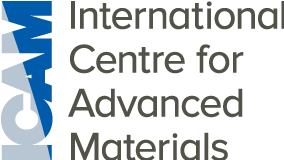 ICAM
International
Centre for
Advanced
Materials